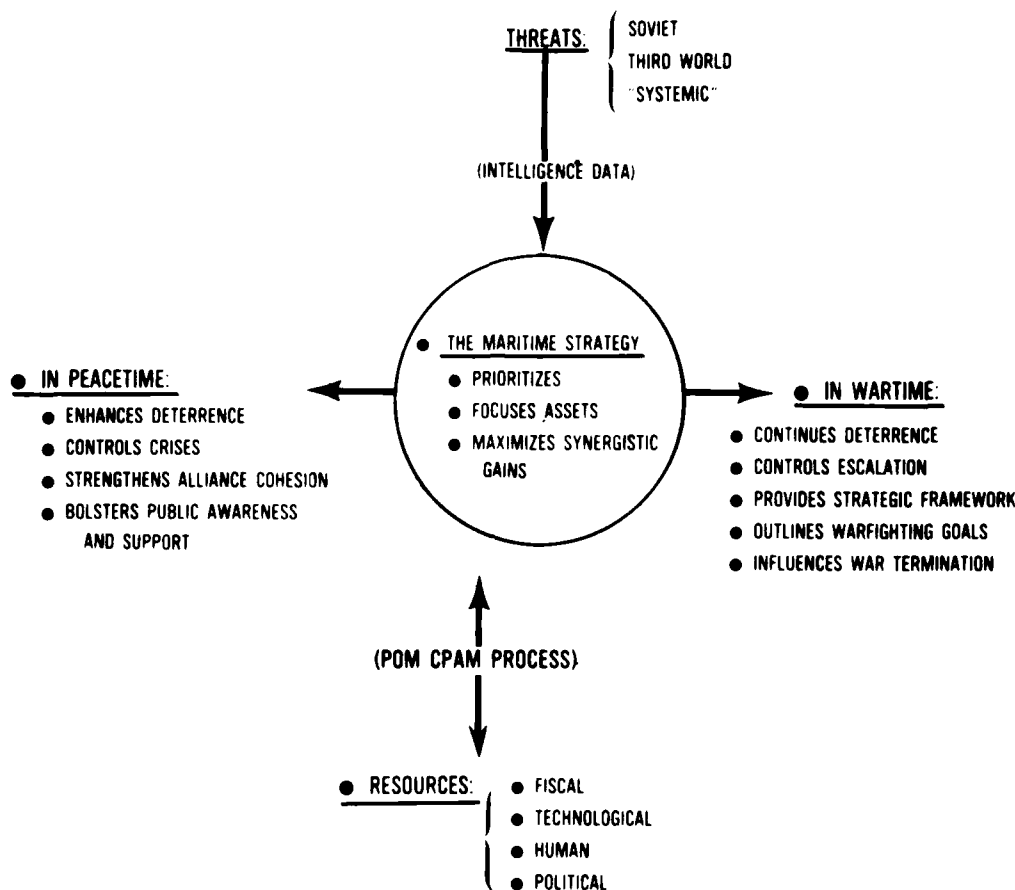 THREATS:
SOVIET
THIRD WORLD
"SYSTEMIC"
(INTELLIGENCE DATA)
● THE MARITIME STRATEGY
● PRIORITIZES
● FOCUSES ASSETS
● MAXIMIZES SYNERGISTIC
GAINS
● IN PEACETIME:
● ENHANCES DETERRENCE
● CONTROLS CRISES
● STRENGTHENS ALLIANCE COHESION
● BOLSTERS PUBLIC AWARENESS
AND SUPPORT
● IN WARTIME:
● CONTINUES DETERRENCE
● CONTROLS ESCALATION
● PROVIDES STRATEGIC FRAMEWORK
● OUTLINES WARFIGHTING GOALS
● INFLUENCES WAR TERMINATION
(POM CPAM PROCESS)
● RESOURCES:
● FISCAL
● TECHNOLOGICAL
● HUMAN
● POLITICAL